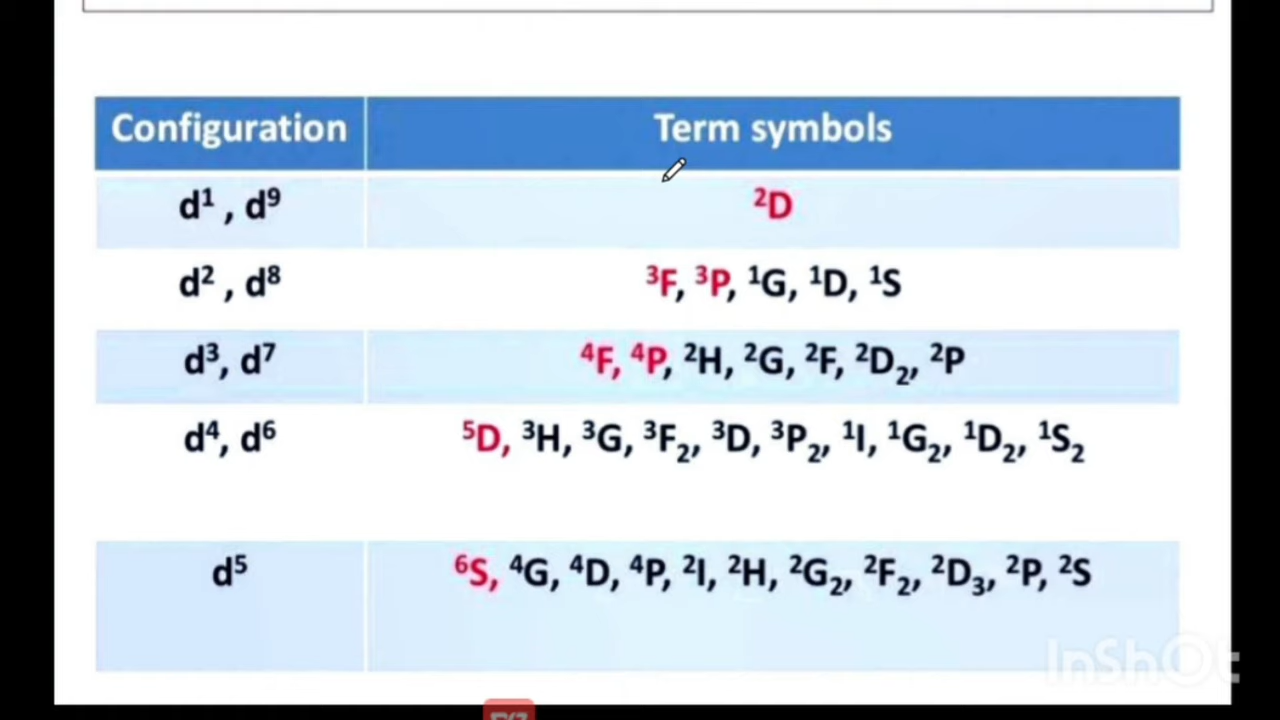 Configuration Term symbols
d¹ , d⁹ ²D
d² , d⁸ ³F, ³P, ¹G, ¹D, ¹S
d³, d⁷ ⁴F, ⁴P, ²H, ²G, ²F, ²D₂, ²P
d⁴, d⁶ ⁵D, ³H, ³G, ³F₂, ³D, ³P₂, ¹I, ¹G₂, ¹D₂, ¹S₂
d⁵ ⁶S, ⁴G, ⁴D, ⁴P, ²I, ²H, ²G₂, ²F₂, ²D₃, ²P, ²S
InShOt